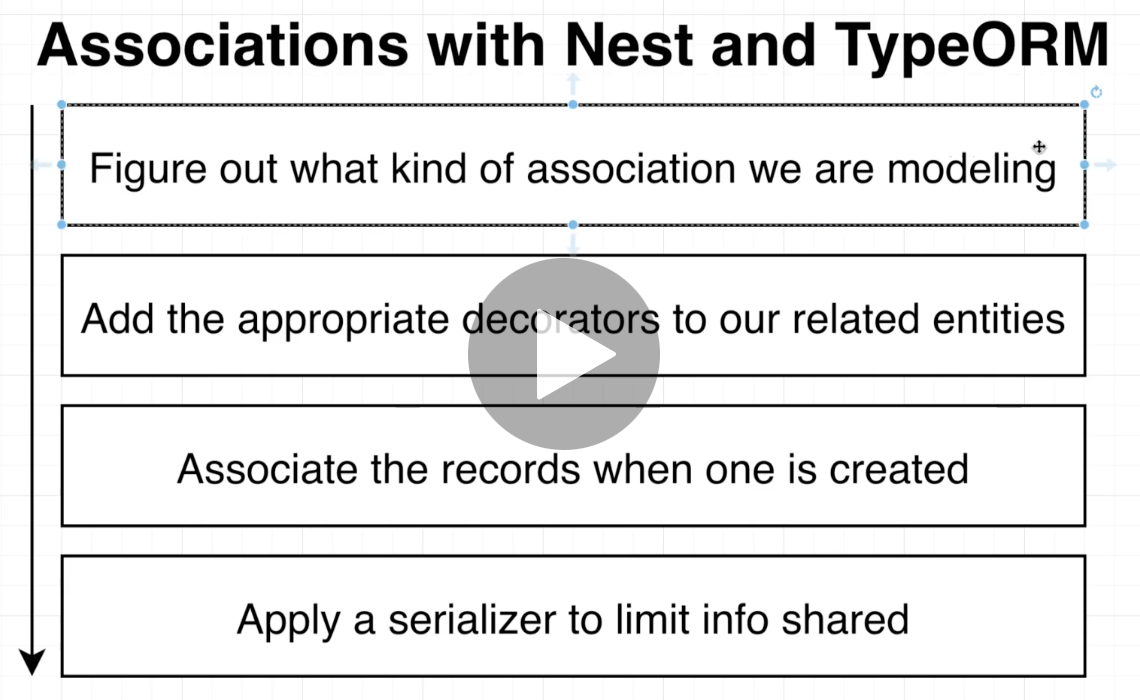 Associations with Nest and TypeORM
Figure out what kind of association we are modeling
Add the appropriate decorators to our related entities
Associate the records when one is created
Apply a serializer to limit info shared